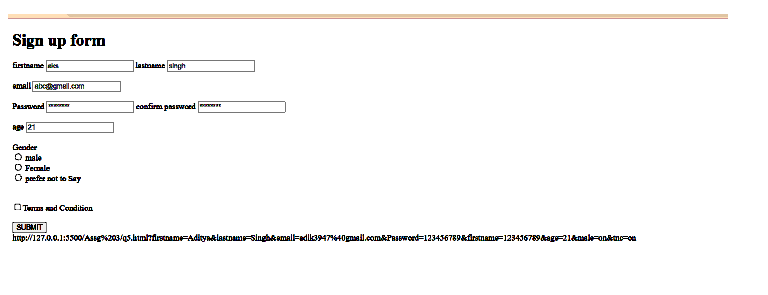 Sign up form
firstname aks lastname singh
email abc@gmail.com
Password ******** confirm password ********
age 21
Gender
male
Female
prefer not to Say
Terms and Condition
SUBMIT
http://127.0.0.1:5500/Assg%203/q5.html?firstname=Aditya&lastname=Singh&email=adik3947%40gmail.com&Password=123456789&firstname=123456789&age=21&male=on&tnc=on